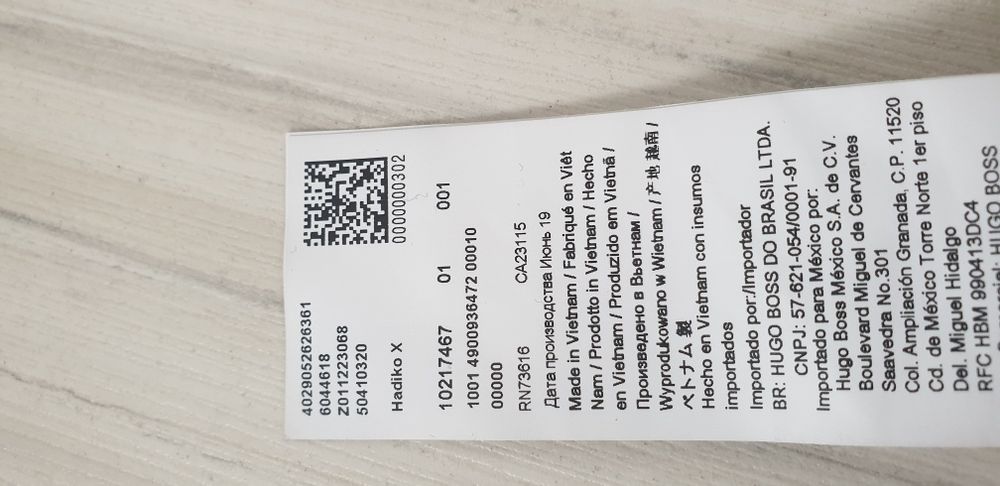 4029052626361
6044618
Z011223068
50410320
0000000000302
Hadiko X
10217467 01 001
1001 4900936472 00010
00000
RN73616 CA23115
Дата производства Июнь 19
Made in Vietnam / Fabriqué en Viêt
Nam / Prodotto in Vietnam / Hecho
en Vietnam / Produzido em Vietnã /
Произведено в Вьетнам /
Wyprodukowano w Wietnam / 产地 越南 /
ベトナム 製
Hecho en Vietnam con insumos
importados
Importado por:/Importador
BR: HUGO BOSS DO BRASIL LTDA.
CNPJ: 57-621-054/0001-91
Importado para México por:
Hugo Boss México S.A. de C.V.
Boulevard Miguel de Cervantes
Saavedra No.301
Col. Ampliación Granada, C.P. 11520
Cd. de México Torre Norte 1er piso
Del. Miguel Hidalgo
RFC HBM 990413DC4
HUGO BOSS